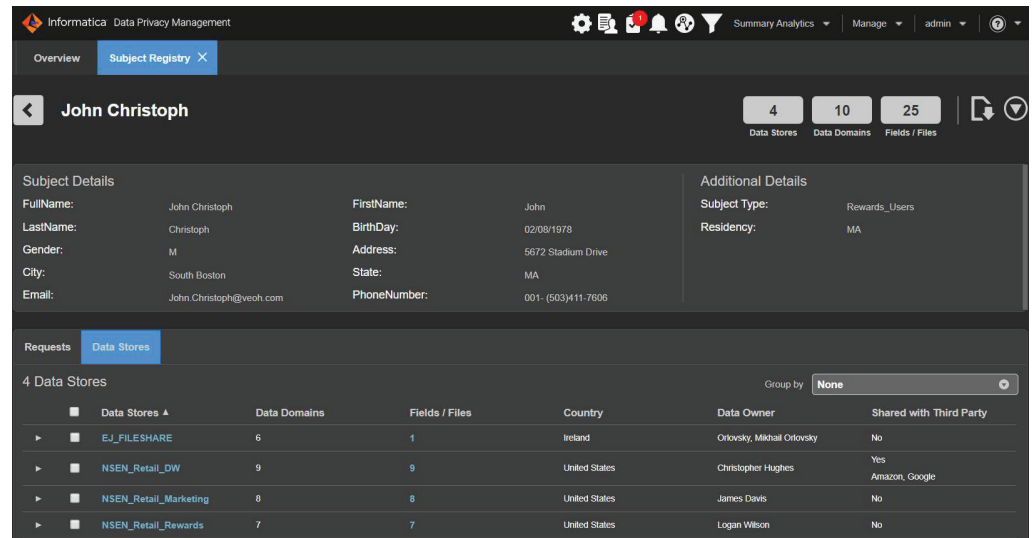 Informatica Data Privacy Management 1 Summary Analytics Manage admin ?
Overview Subject Registry X
John Christoph 4 10 25
Data Stores Data Domains Fields / Files
Subject Details Additional Details
FullName: John Christoph FirstName: John Subject Type: Rewards_Users
LastName: Christoph BirthDay: 02/08/1978 Residency: MA
Gender: M Address: 5672 Stadium Drive
City: South Boston State: MA
Email: John.Christoph@veoh.com PhoneNumber: 001- (503)411-7606
Requests Data Stores
4 Data Stores Group by None
Data Stores Data Domains Fields / Files Country Data Owner Shared with Third Party
EJ_FILESHARE 6 1 Ireland Orlovsky, Mikhail Orlovsky No
NSEN_Retail_DW 9 9 United States Christopher Hughes Yes
Amazon, Google
NSEN_Retail_Marketing 8 8 United States James Davis No
NSEN_Retail_Rewards 7 7 United States Logan Wilson No